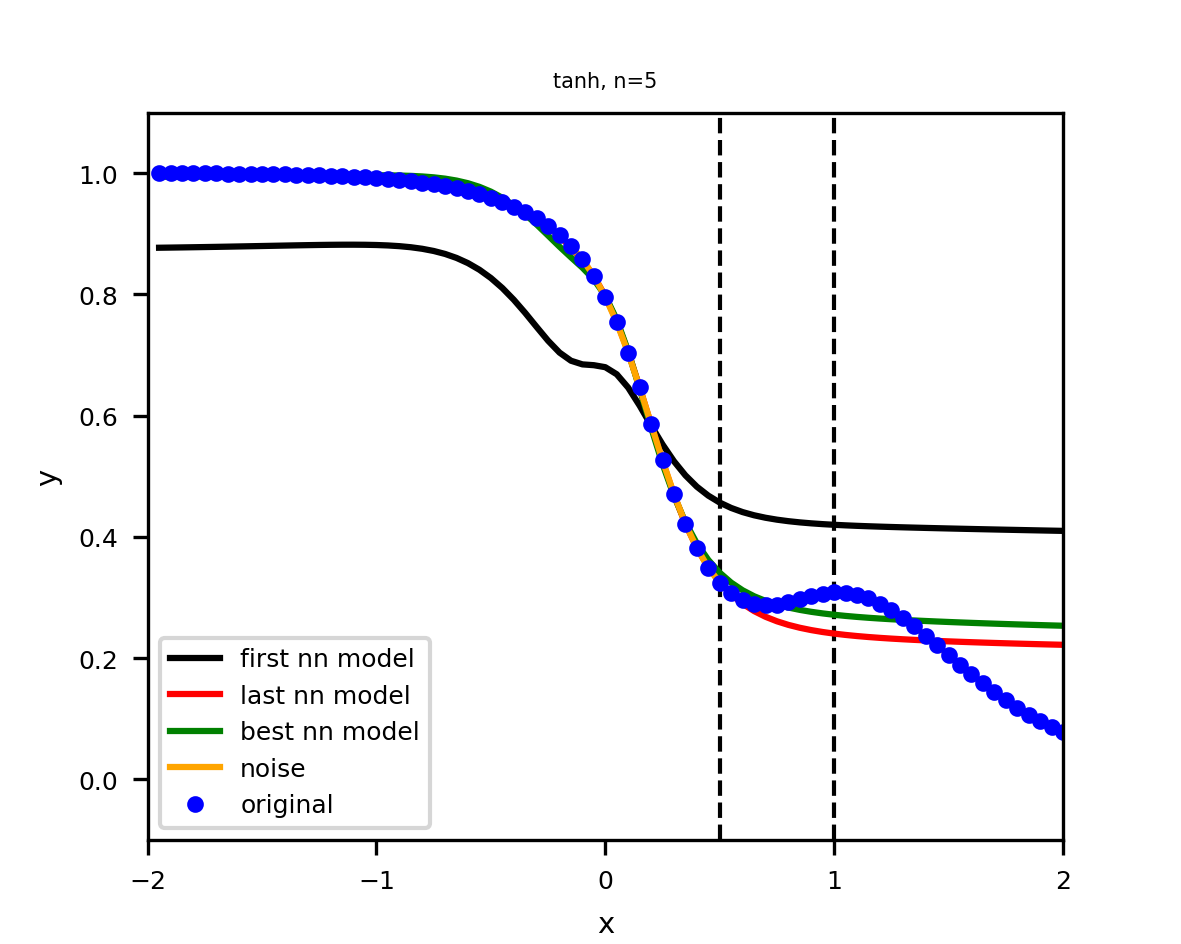 tanh, n=5
1.0
0.8
0.6
0.4
0.2
0.0
y
first nn model
last nn model
best nn model
noise
original
−2 −1 0 1 2
x